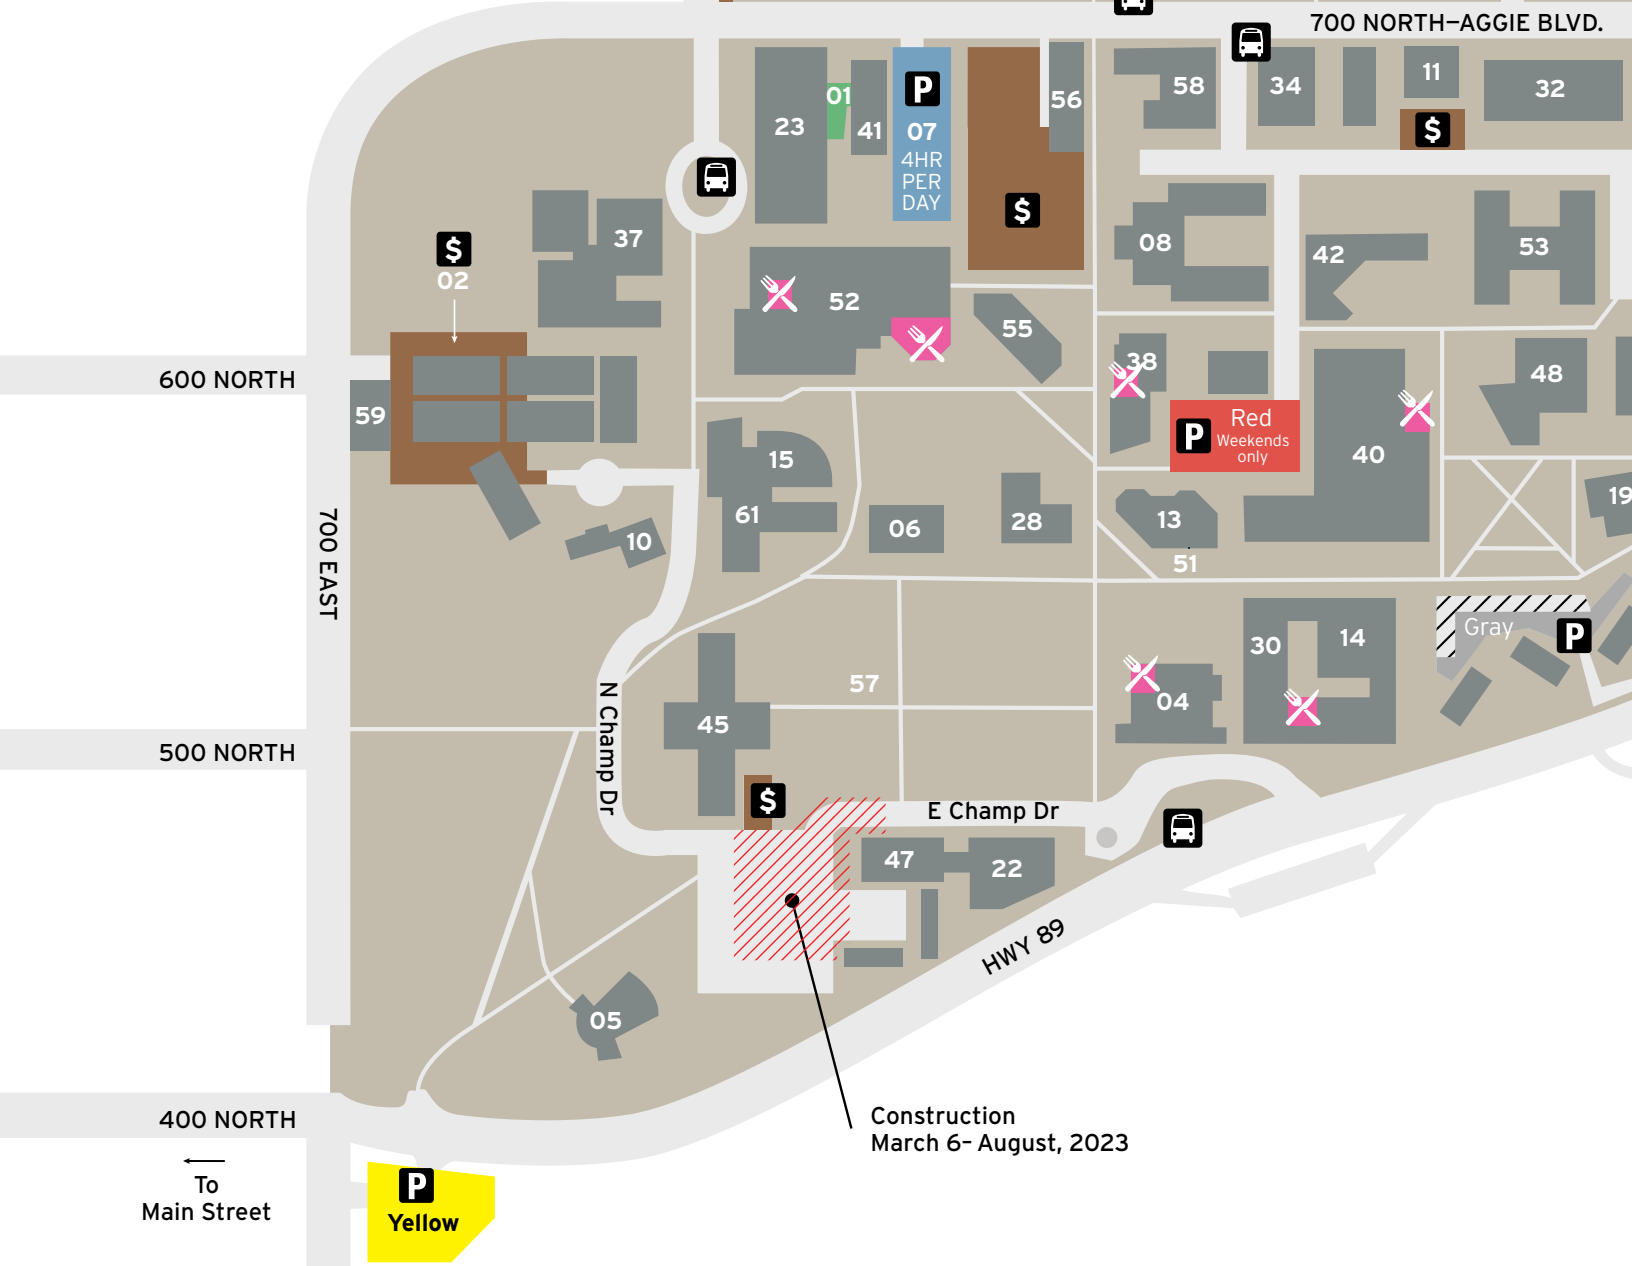 700 NORTH–AGGIE BLVD.
58
34
11
32
01
23
41
P
07
4HR
PER
DAY
56
$
$
37
08
42
53
$
02
52
55
38
48
600 NORTH
59
P
Red
Weekends
only
40
15
61
06
28
13
51
19
10
700 EAST
57
30
14
Gray
P
04
N Champ Dr
45
500 NORTH
$
E Champ Dr
47
22
HWY 89
05
Construction
March 6– August, 2023
400 NORTH
To
Main Street
P
Yellow